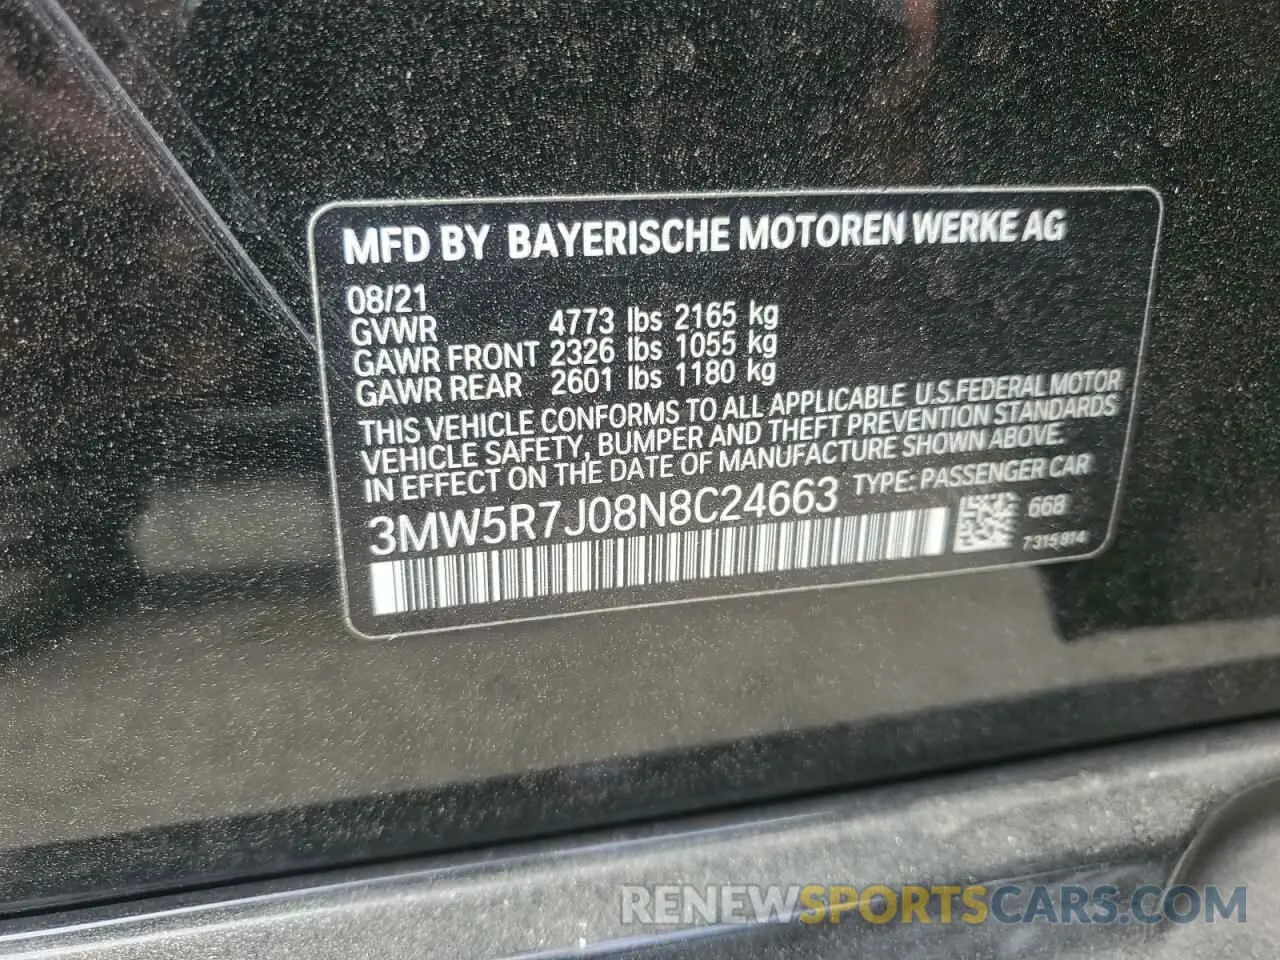 MFD BY BAYERISCHE MOTOREN WERKE AG
08/21
GVWR 4773 lbs 2165 kg
GAWR FRONT 2326 lbs 1055 kg
GAWR REAR 2601 lbs 1180 kg
THIS VEHICLE CONFORMS TO ALL APPLICABLE U.S.FEDERAL MOTOR
VEHICLE SAFETY, BUMPER AND THEFT PREVENTION STANDARDS
IN EFFECT ON THE DATE OF MANUFACTURE SHOWN ABOVE.
3MW5R7J08N8C24663 TYPE: PASSENGER CAR
668
7315914
RENEWSPORTSCARS.COM